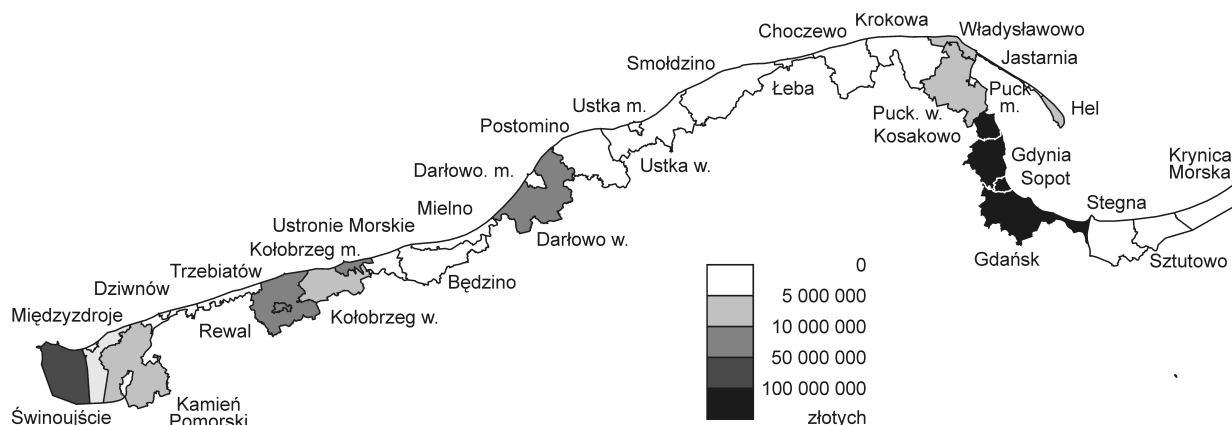 Krokowa
Władysławowo
Choczewo
Jastarnia
Smołdzino
Łeba
Puck
m.
Hel
Ustka m.
Puck. w.
Postomino
Kosakowo
Ustka w.
Gdynia
Krynica
Morska
Darłowo. m.
Sopot
Mielno
Stegna
Ustronie Morskie
Darłowo w.
Kołobrzeg m.
Gdańsk
Sztutowo
Trzebiatów
Będzino
Dziwnów
Międzyzdroje
Rewal
Kołobrzeg w.
Świnoujście
Kamień
Pomorski
0
5 000 000
10 000 000
50 000 000
100 000 000
złotych